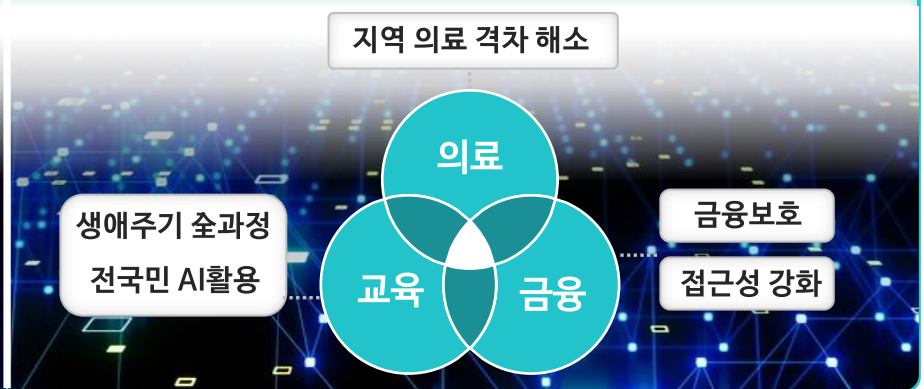 지역 의료 격차 해소
의료
생애주기 全과정
전국민 AI활용
교육
금융
금융보호
접근성 강화